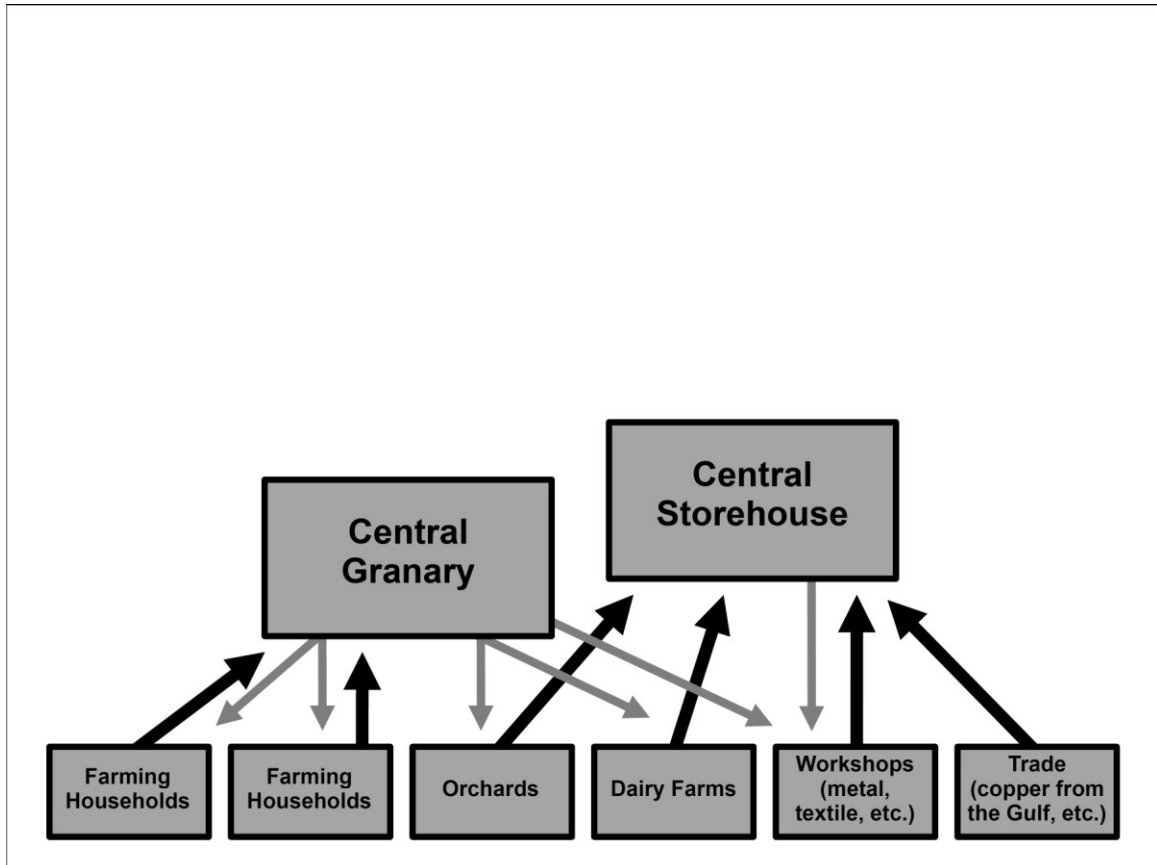 Central
Storehouse
Central
Granary
Farming
Households
Farming
Households
Orchards
Dairy Farms
Workshops
(metal,
textile, etc.)
Trade
(copper from
the Gulf, etc.)